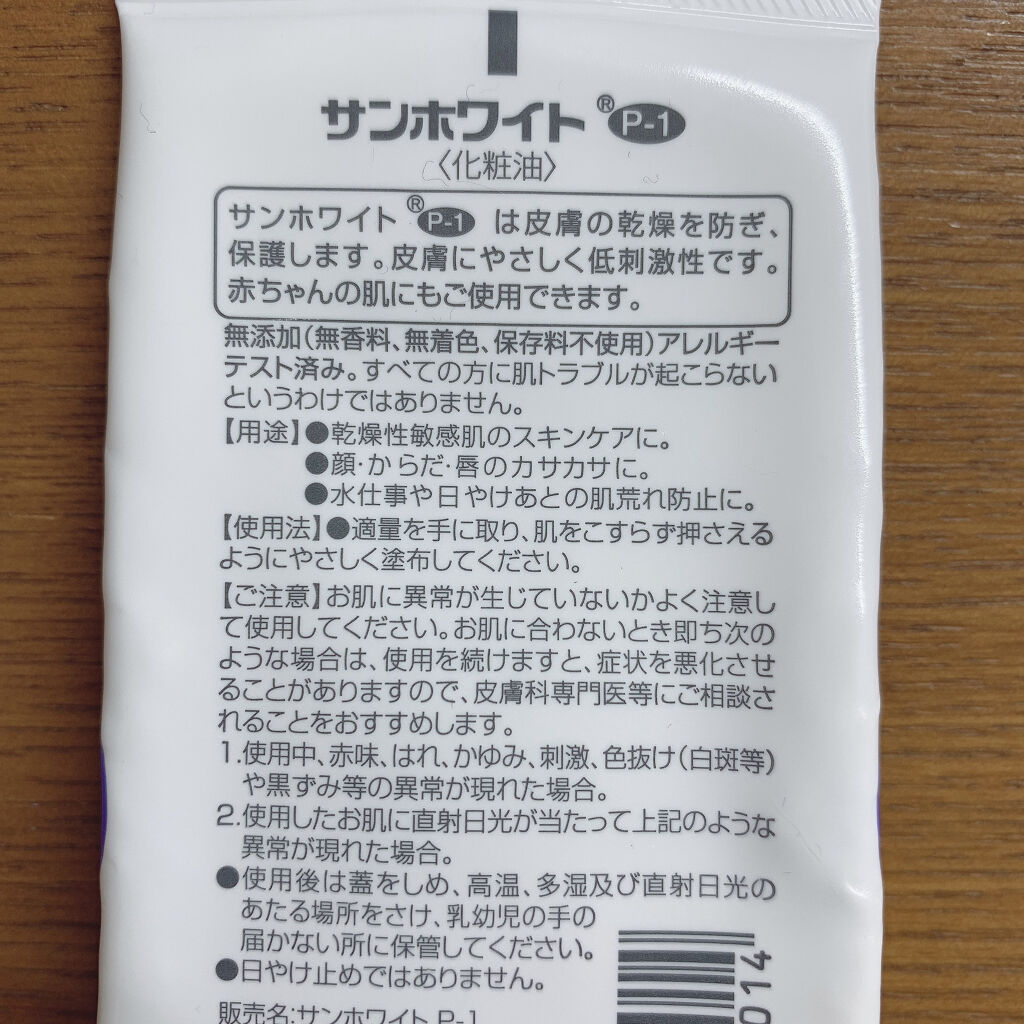 サンホワイト® P-1
〈化粧油〉
サンホワイト® P-1 は皮膚の乾燥を防ぎ、
保護します。皮膚にやさしく低刺激性です。
赤ちゃんの肌にもご使用できます。
無添加(無香料、無着色、保存料不使用)アレルギー
テスト済み。すべての方に肌トラブルが起こらない
というわけではありません。
【用途】●乾燥性敏感肌のスキンケアに。
●顔・からだ・唇のカサカサに。
●水仕事や日やけあとの肌荒れ防止に。
【使用法】●適量を手に取り、肌をこすらず押さえる
ようにやさしく塗布してください。
【ご注意】お肌に異常が生じていないかよく注意し
て使用してください。お肌に合わないとき即ち次の
ような場合は、使用を続けますと、症状を悪化させ
ることがありますので、皮膚科専門医等にご相談さ
れることをおすすめします。
1.使用中、赤味、はれ、かゆみ、刺激、色抜け(白斑等)
や黒ずみ等の異常が現れた場合。
2.使用したお肌に直射日光が当たって上記のような
異常が現れた場合。
●使用後は蓋をしめ、高温、多湿及び直射日光の
あたる場所をさけ、乳幼児の手の
届かない所に保管してください。
●日やけ止めではありません。
販売名:サンホワイト P-1